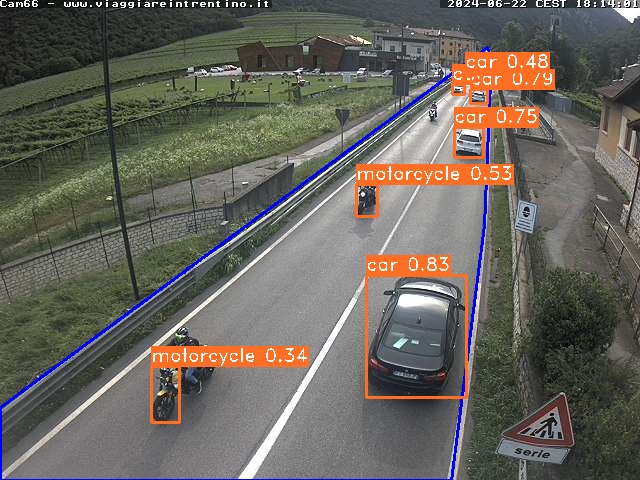 Cam66 - www.viaggiareintrentino.it
2024-06-22 CEST 18:14:01
car 0.48
car 0.79
car 0.75
motorcycle 0.53
car 0.83
motorcycle 0.34
serie